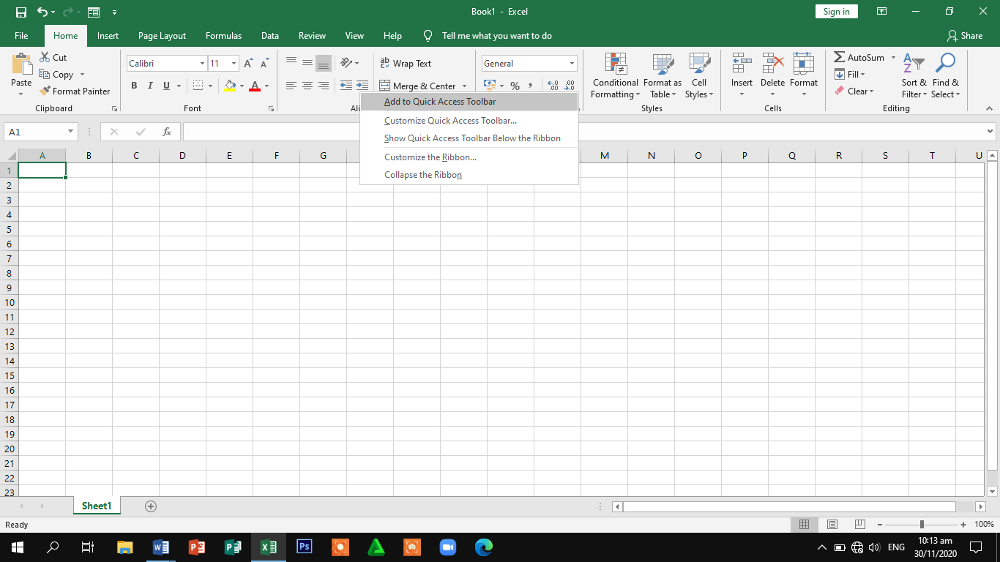 Book1 - Excel
Sign in
File Home Insert Page Layout Formulas Data Review View Help Tell me what you want to do Share
Paste
Cut
Copy
Format Painter
Clipboard
Calibri 11
B I U
Font
Wrap Text
Merge & Center
Ali
General
% ,
Conditional Formatting
Format as Table
Cell Styles
Styles
Insert Delete Format
Cells
AutoSum
Fill
Clear
Sort & Filter
Find & Select
Editing
Add to Quick Access Toolbar
Customize Quick Access Toolbar...
Show Quick Access Toolbar Below the Ribbon
Customize the Ribbon...
Collapse the Ribbon
A1 fx
A B C D E F G M N O P Q R S T U
1
2
3
4
5
6
7
8
9
10
11
12
13
14
15
16
17
18
19
20
21
22
23
Sheet1
Ready 100%
ENG
10:13 am
30/11/2020